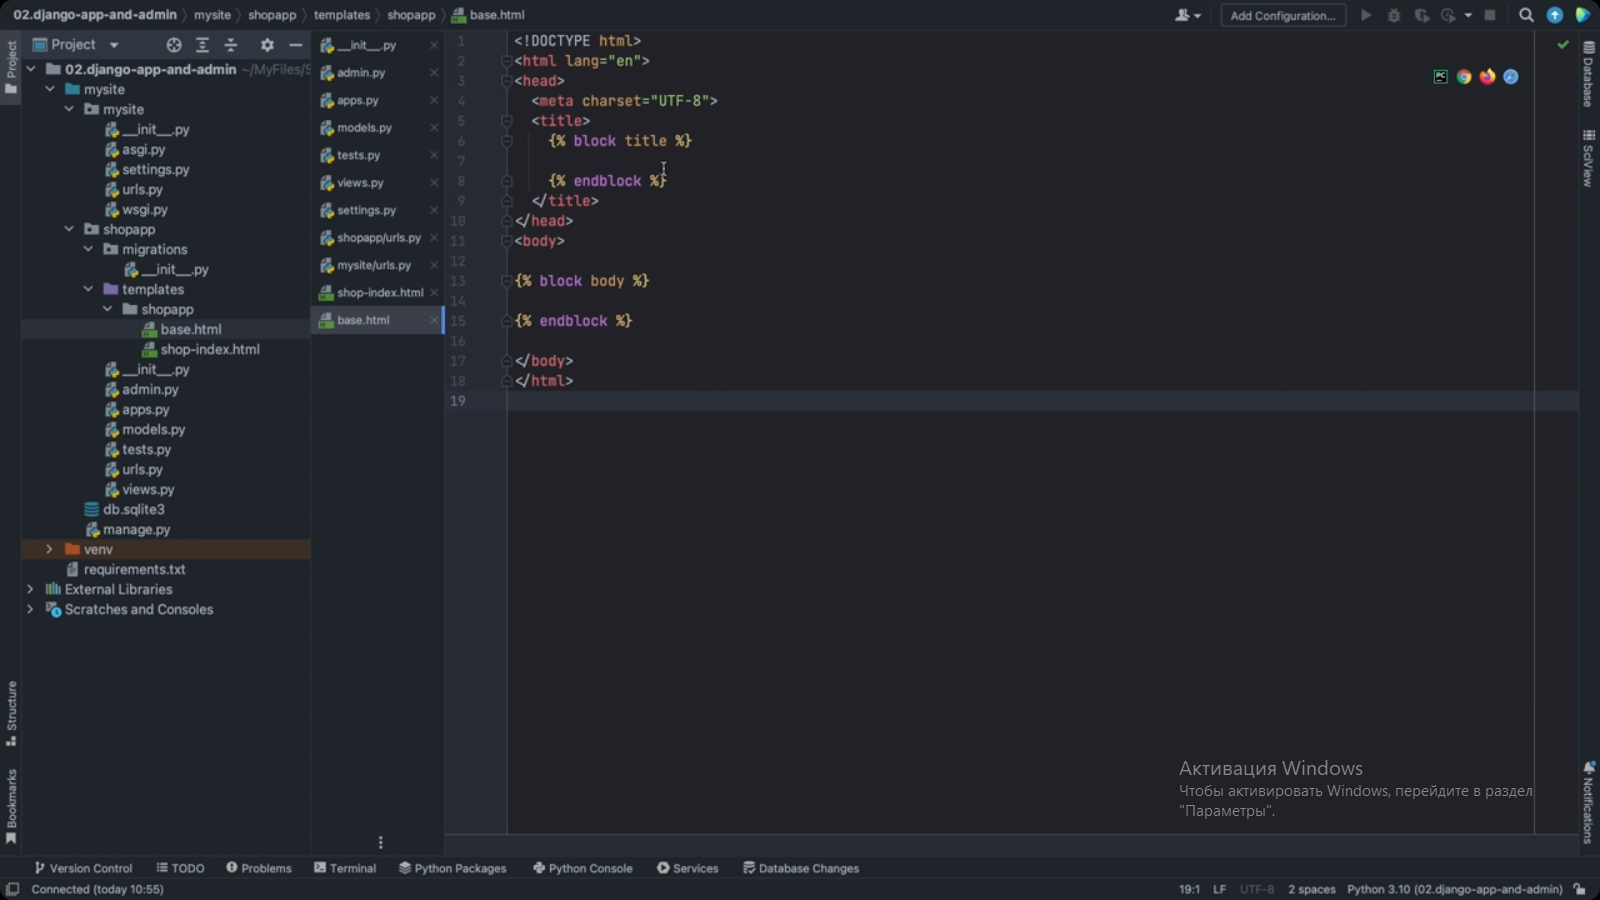 02.django-app-and-admin mysite shopapp templates shopapp base.html
Add Configuration...
Project
Project
02.django-app-and-admin ~/MyFiles/S
mysite
mysite
__init__.py
asgi.py
settings.py
urls.py
wsgi.py
shopapp
migrations
__init__.py
templates
shopapp
base.html
shop-index.html
__init__.py
admin.py
apps.py
models.py
tests.py
urls.py
views.py
db.sqlite3
manage.py
venv
requirements.txt
External Libraries
Scratches and Consoles
Structure
Bookmarks
__init__.py
admin.py
apps.py
models.py
tests.py
views.py
settings.py
shopapp/urls.py
mysite/urls.py
shop-index.html
base.html
1 <!DOCTYPE html>
2 <html lang="en">
3 <head>
4 <meta charset="UTF-8">
5 <title>
6 {% block title %}
7
8 {% endblock %}
9 </title>
10 </head>
11 <body>
12
13 {% block body %}
14
15 {% endblock %}
16
17 </body>
18 </html>
19
PC
Database
SciView
Notifications
Активация Windows
Чтобы активировать Windows, перейдите в раздел
"Параметры".
Version Control TODO Problems Terminal Python Packages Python Console Services Database Changes
Connected (today 10:55) 19:1 LF UTF-8 2 spaces Python 3.10 (02.django-app-and-admin)